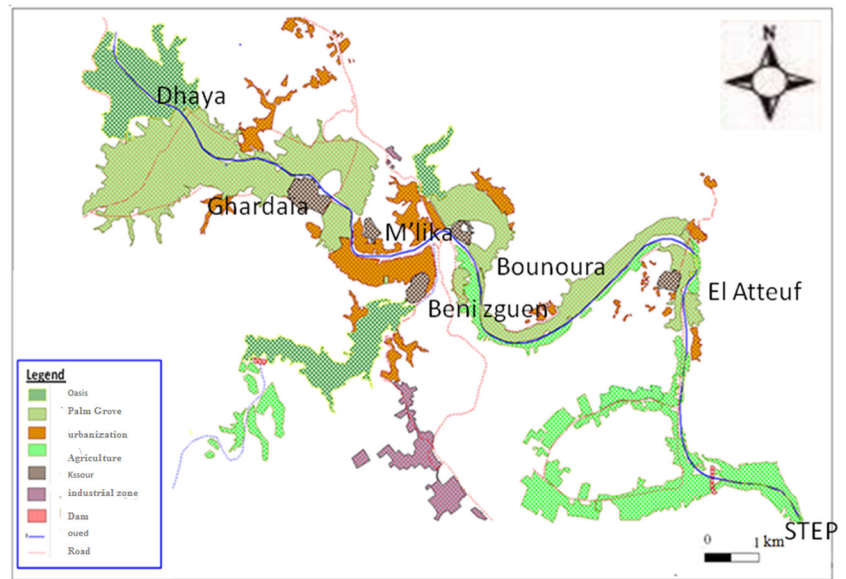 N
Dhaya
Ghardaia
M'lika
Bounoura
Beni izguen
El Atteuf
Legend
Oasis
Palm Grove
urbanization
Agriculture
Kssour
industrial zone
Dam
oued
Road
STEP
0 1 km